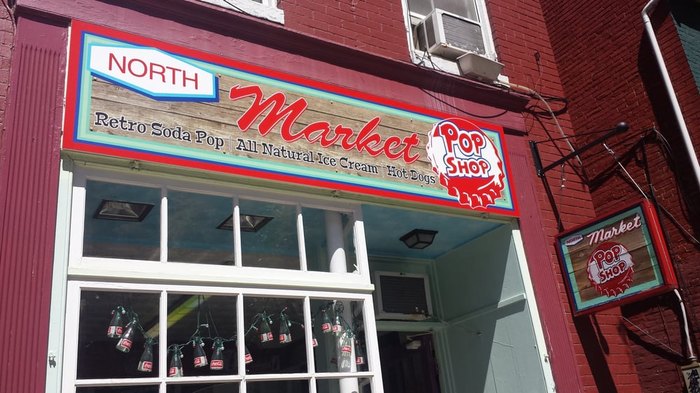 NORTH
Market
POP
SHOP
Retro Soda Pop All Natural Ice Cream Hot Dogs
Market
POP
SHOP